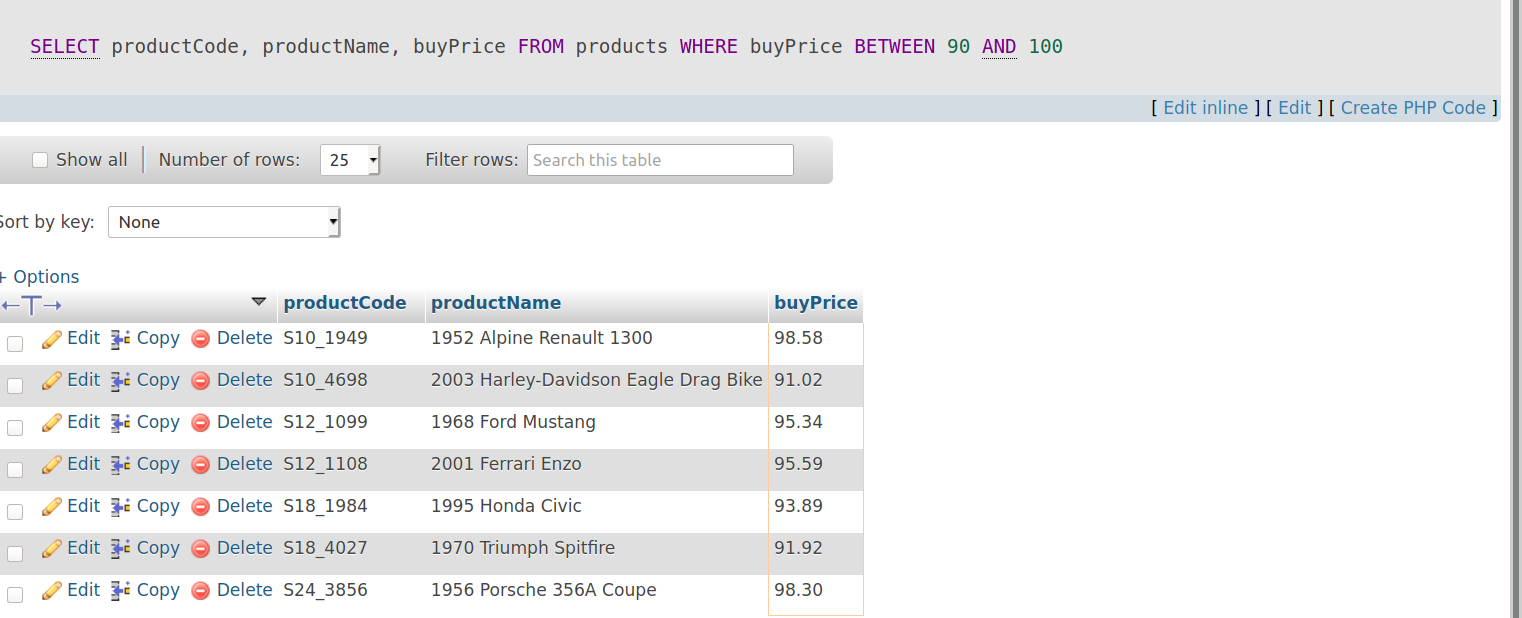 SELECT productCode, productName, buyPrice FROM products WHERE buyPrice BETWEEN 90 AND 100
[ Edit inline ] [ Edit ] [ Create PHP Code ]
Show all Number of rows: 25 Filter rows: Search this table
Sort by key: None
+ Options
←T→ productCode productName buyPrice
Edit Copy Delete S10_1949 1952 Alpine Renault 1300 98.58
Edit Copy Delete S10_4698 2003 Harley-Davidson Eagle Drag Bike 91.02
Edit Copy Delete S12_1099 1968 Ford Mustang 95.34
Edit Copy Delete S12_1108 2001 Ferrari Enzo 95.59
Edit Copy Delete S18_1984 1995 Honda Civic 93.89
Edit Copy Delete S18_4027 1970 Triumph Spitfire 91.92
Edit Copy Delete S24_3856 1956 Porsche 356A Coupe 98.30